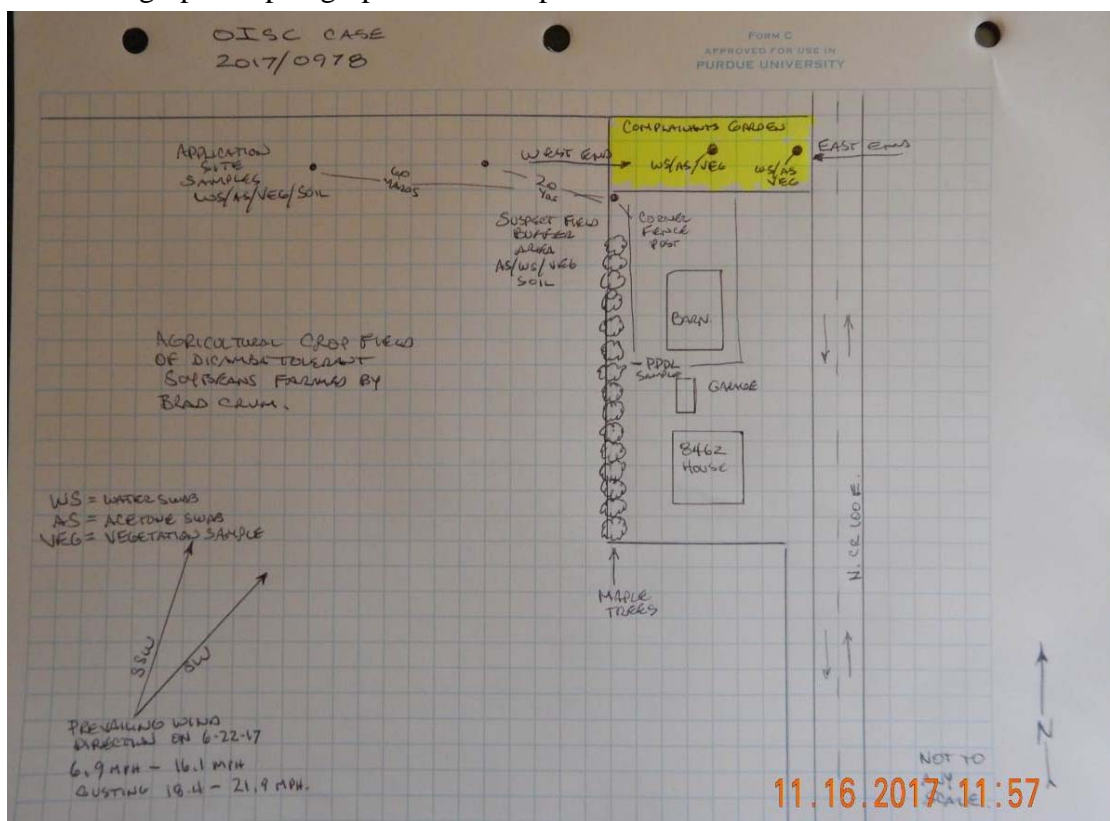 OISC CASE
2017/0978
FORM C
APPROVED FOR USE IN
PURDUE UNIVERSITY
COMPLAINANTS GARDEN
WS/AS/VEG
WS/AS
VEG
EAST END
WEST END
APPLICATION
SITE
SAMPLES
WS/AS/VEG/SOIL
60
YARDS
20
YDS
SUSPECT FIELD
BUFFER
AREA
AS/WS/VEG
SOIL
CORNER
FENCE
POST
BARN
PPDL
SAMPLE
GARAGE
8462
HOUSE
AGRICULTURAL CROP FIELD
OF DICAMBA TOLERANT
SOYBEANS FARMED BY
BRAD CRUM.
N. CR 100 E.
WS = WATER SWAB
AS = ACETONE SWAB
VEG = VEGETATION SAMPLE
MAPLE
TREES
SSW
SW
PREVAILING WIND
DIRECTION ON 6-22-17
6.9 MPH - 16.1 MPH
GUSTING 18.4 - 21.9 MPH.
N
NOT TO
ANY
SCALE
11.16.2017 11:57